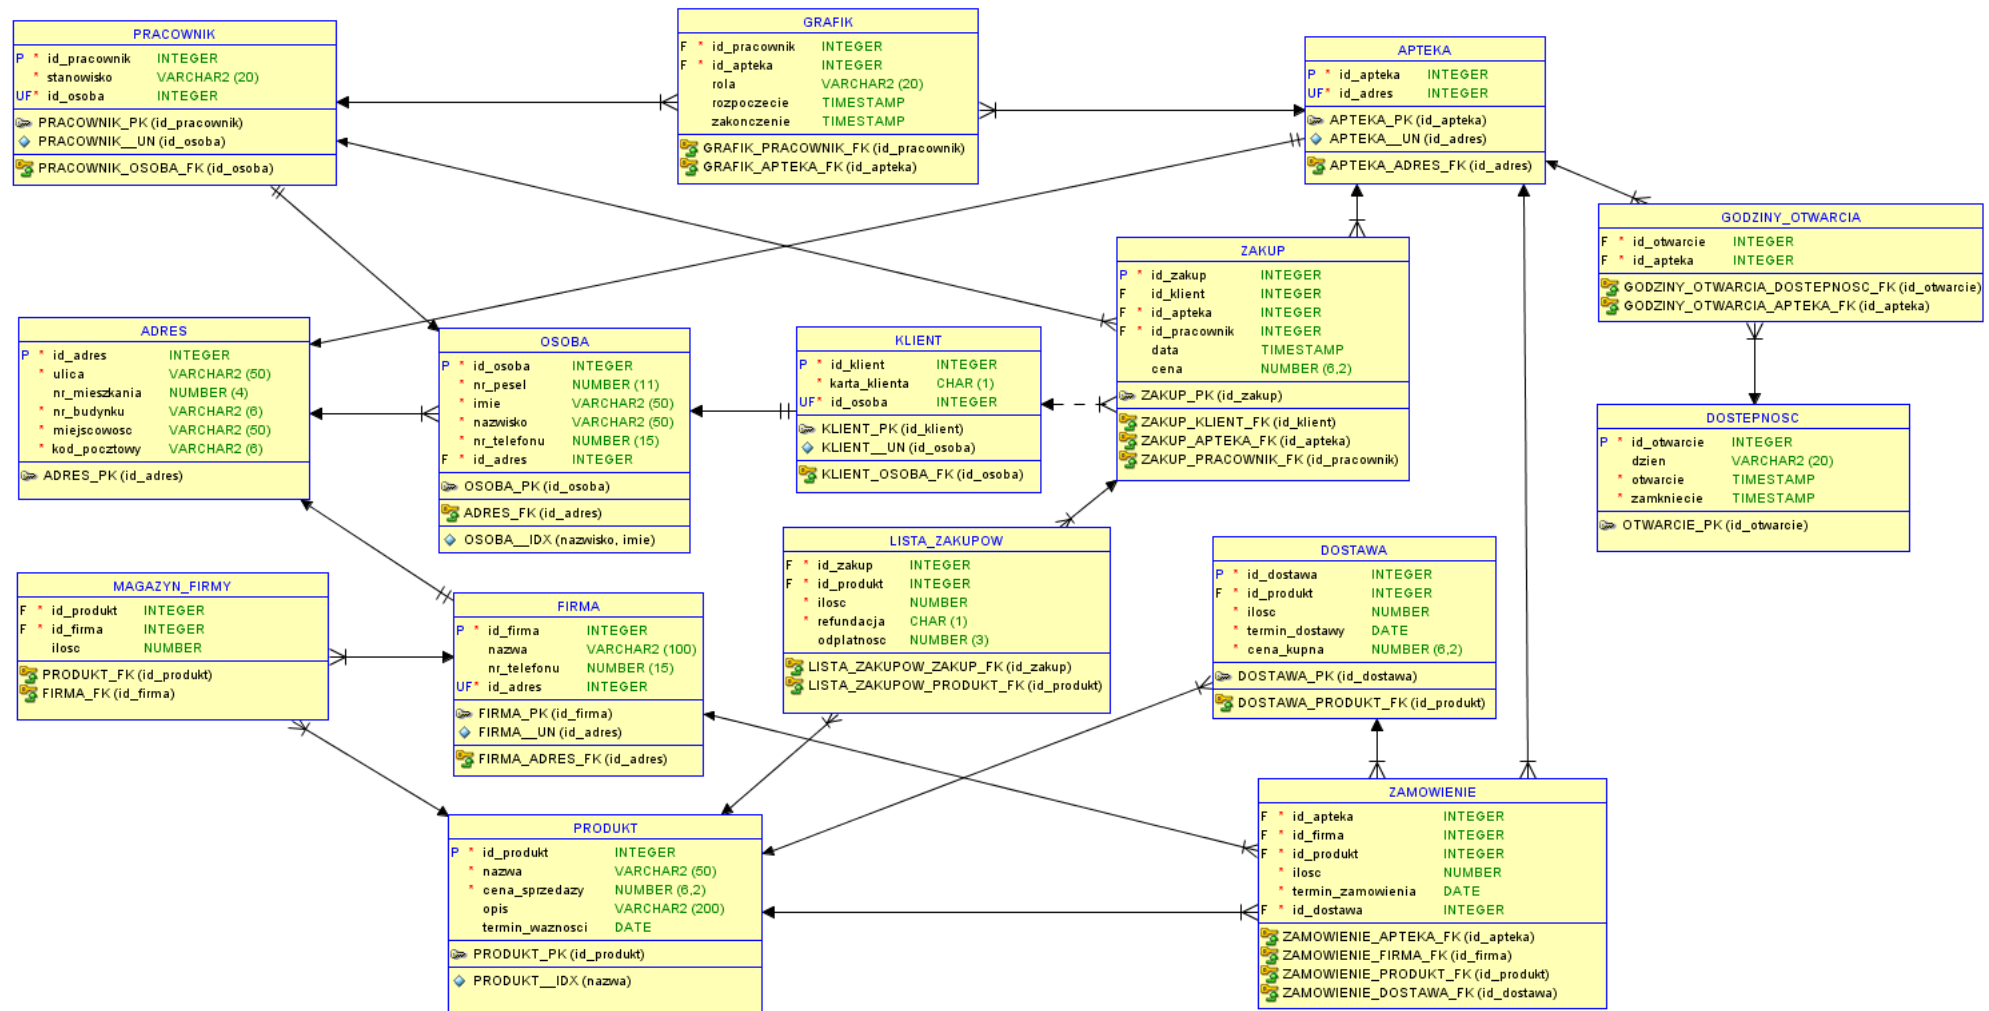 PRACOWNIK
P * id_pracownik INTEGER
* stanowisko VARCHAR2 (20)
UF* id_osoba INTEGER
PRACOWNIK_PK (id_pracownik)
PRACOWNIK__UN (id_osoba)
PRACOWNIK_OSOBA_FK (id_osoba)
GRAFIK
F * id_pracownik INTEGER
F * id_apteka INTEGER
rola VARCHAR2 (20)
rozpoczecie TIMESTAMP
zakonczenie TIMESTAMP
GRAFIK_PRACOWNIK_FK (id_pracownik)
GRAFIK_APTEKA_FK (id_apteka)
APTEKA
P * id_apteka INTEGER
UF* id_adres INTEGER
APTEKA_PK (id_apteka)
APTEKA__UN (id_adres)
APTEKA_ADRES_FK (id_adres)
GODZINY_OTWARCIA
F * id_otwarcie INTEGER
F * id_apteka INTEGER
GODZINY_OTWARCIA_DOSTEPNOSC_FK (id_otwarcie)
GODZINY_OTWARCIA_APTEKA_FK (id_apteka)
ZAKUP
P * id_zakup INTEGER
F id_klient INTEGER
F * id_apteka INTEGER
F * id_pracownik INTEGER
data TIMESTAMP
cena NUMBER (6,2)
ZAKUP_PK (id_zakup)
ZAKUP_KLIENT_FK (id_klient)
ZAKUP_APTEKA_FK (id_apteka)
ZAKUP_PRACOWNIK_FK (id_pracownik)
ADRES
P * id_adres INTEGER
* ulica VARCHAR2 (50)
nr_mieszkania NUMBER (4)
* nr_budynku VARCHAR2 (6)
* miejscowosc VARCHAR2 (50)
* kod_pocztowy VARCHAR2 (6)
ADRES_PK (id_adres)
OSOBA
P * id_osoba INTEGER
* nr_pesel NUMBER (11)
* imie VARCHAR2 (50)
* nazwisko VARCHAR2 (50)
* nr_telefonu NUMBER (15)
F * id_adres INTEGER
OSOBA_PK (id_osoba)
ADRES_FK (id_adres)
OSOBA__IDX (nazwisko, imie)
KLIENT
P * id_klient INTEGER
* karta_klienta CHAR (1)
UF* id_osoba INTEGER
KLIENT_PK (id_klient)
KLIENT__UN (id_osoba)
KLIENT_OSOBA_FK (id_osoba)
DOSTEPNOSC
P * id_otwarcie INTEGER
dzien VARCHAR2 (20)
* otwarcie TIMESTAMP
* zamkniecie TIMESTAMP
OTWARCIE_PK (id_otwarcie)
MAGAZYN_FIRMY
F * id_produkt INTEGER
F * id_firma INTEGER
ilosc NUMBER
PRODUKT_FK (id_produkt)
FIRMA_FK (id_firma)
FIRMA
P * id_firma INTEGER
nazwa VARCHAR2 (100)
nr_telefonu NUMBER (15)
UF* id_adres INTEGER
FIRMA_PK (id_firma)
FIRMA__UN (id_adres)
FIRMA_ADRES_FK (id_adres)
LISTA_ZAKUPOW
F * id_zakup INTEGER
F * id_produkt INTEGER
* ilosc NUMBER
* refundacja CHAR (1)
odplatnosc NUMBER (3)
LISTA_ZAKUPOW_ZAKUP_FK (id_zakup)
LISTA_ZAKUPOW_PRODUKT_FK (id_produkt)
DOSTAWA
P * id_dostawa INTEGER
F * id_produkt INTEGER
* ilosc NUMBER
* termin_dostawy DATE
* cena_kupna NUMBER (6,2)
DOSTAWA_PK (id_dostawa)
DOSTAWA_PRODUKT_FK (id_produkt)
PRODUKT
P * id_produkt INTEGER
* nazwa VARCHAR2 (50)
* cena_sprzedazy NUMBER (6,2)
opis VARCHAR2 (200)
termin_waznosci DATE
PRODUKT_PK (id_produkt)
PRODUKT__IDX (nazwa)
ZAMOWIENIE
F * id_apteka INTEGER
F * id_firma INTEGER
F * id_produkt INTEGER
* ilosc NUMBER
* termin_zamowienia DATE
F * id_dostawa INTEGER
ZAMOWIENIE_APTEKA_FK (id_apteka)
ZAMOWIENIE_FIRMA_FK (id_firma)
ZAMOWIENIE_PRODUKT_FK (id_produkt)
ZAMOWIENIE_DOSTAWA_FK (id_dostawa)